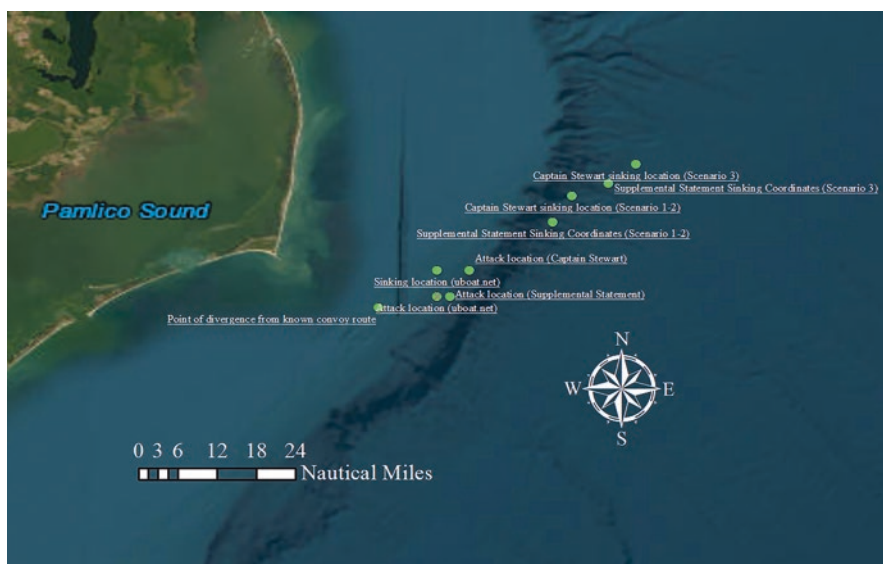 Captain Stewart sinking location (Scenario 3)
Supplemental Statement Sinking Coordinates (Scenario 3)
Captain Stewart sinking location (Scenario 1-2)
Pamlico Sound
Supplemental Statement Sinking Coordinates (Scenario 1-2)
Attack location (Captain Stewart)
Sinking location (uboat.net)
Attack location (Supplemental Statement)
Attack location (uboat.net)
Point of divergence from known convoy route
N
W E
S
0 3 6 12 18 24
Nautical Miles